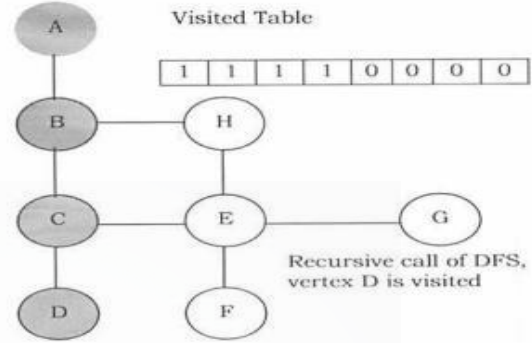 A
Visited Table
1 1 1 1 0 0 0 0
B
H
C
E
G
Recursive call of DFS,
vertex D is visited
D
F